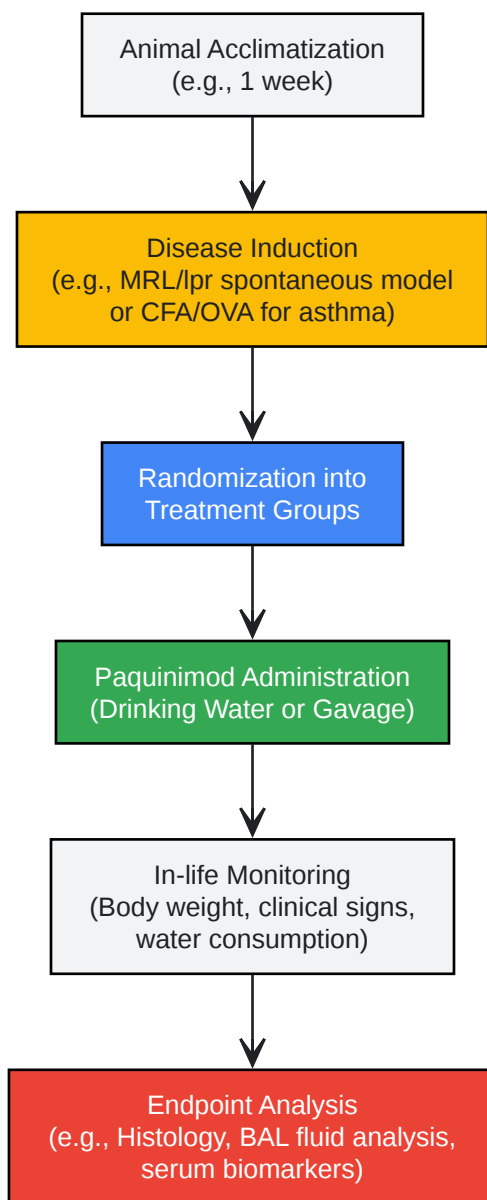 Animal Acclimatization
(e.g., 1 week)
Disease Induction
(e.g., MRL/lpr spontaneous model
or CFA/OVA for asthma)
Randomization into
Treatment Groups
Paquinimod Administration
(Drinking Water or Gavage)
In-life Monitoring
(Body weight, clinical signs,
water consumption)
Endpoint Analysis
(e.g., Histology, BAL fluid analysis,
serum biomarkers)